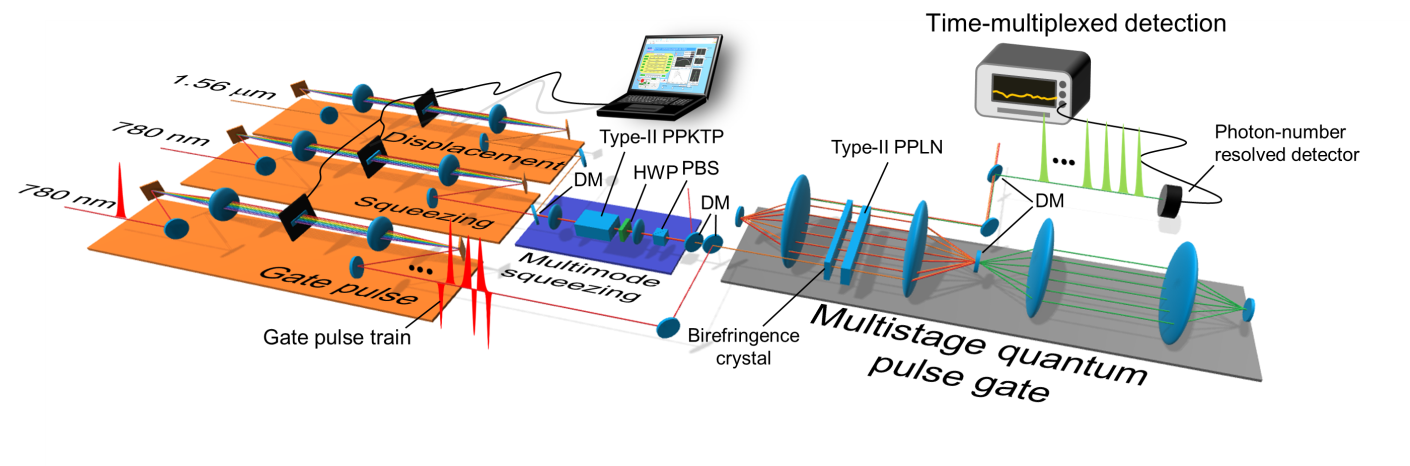 Time-multiplexed detection
1.56 μm
780 nm
780 nm
Displacement
Squeezing
Gate pulse
Type-II PPKTP
DM
HWP
PBS
DM
Multimode
squeezing
Type-II PPLN
Photon-number
resolved detector
DM
Gate pulse train
Birefringence
crystal
Multistage quantum
pulse gate